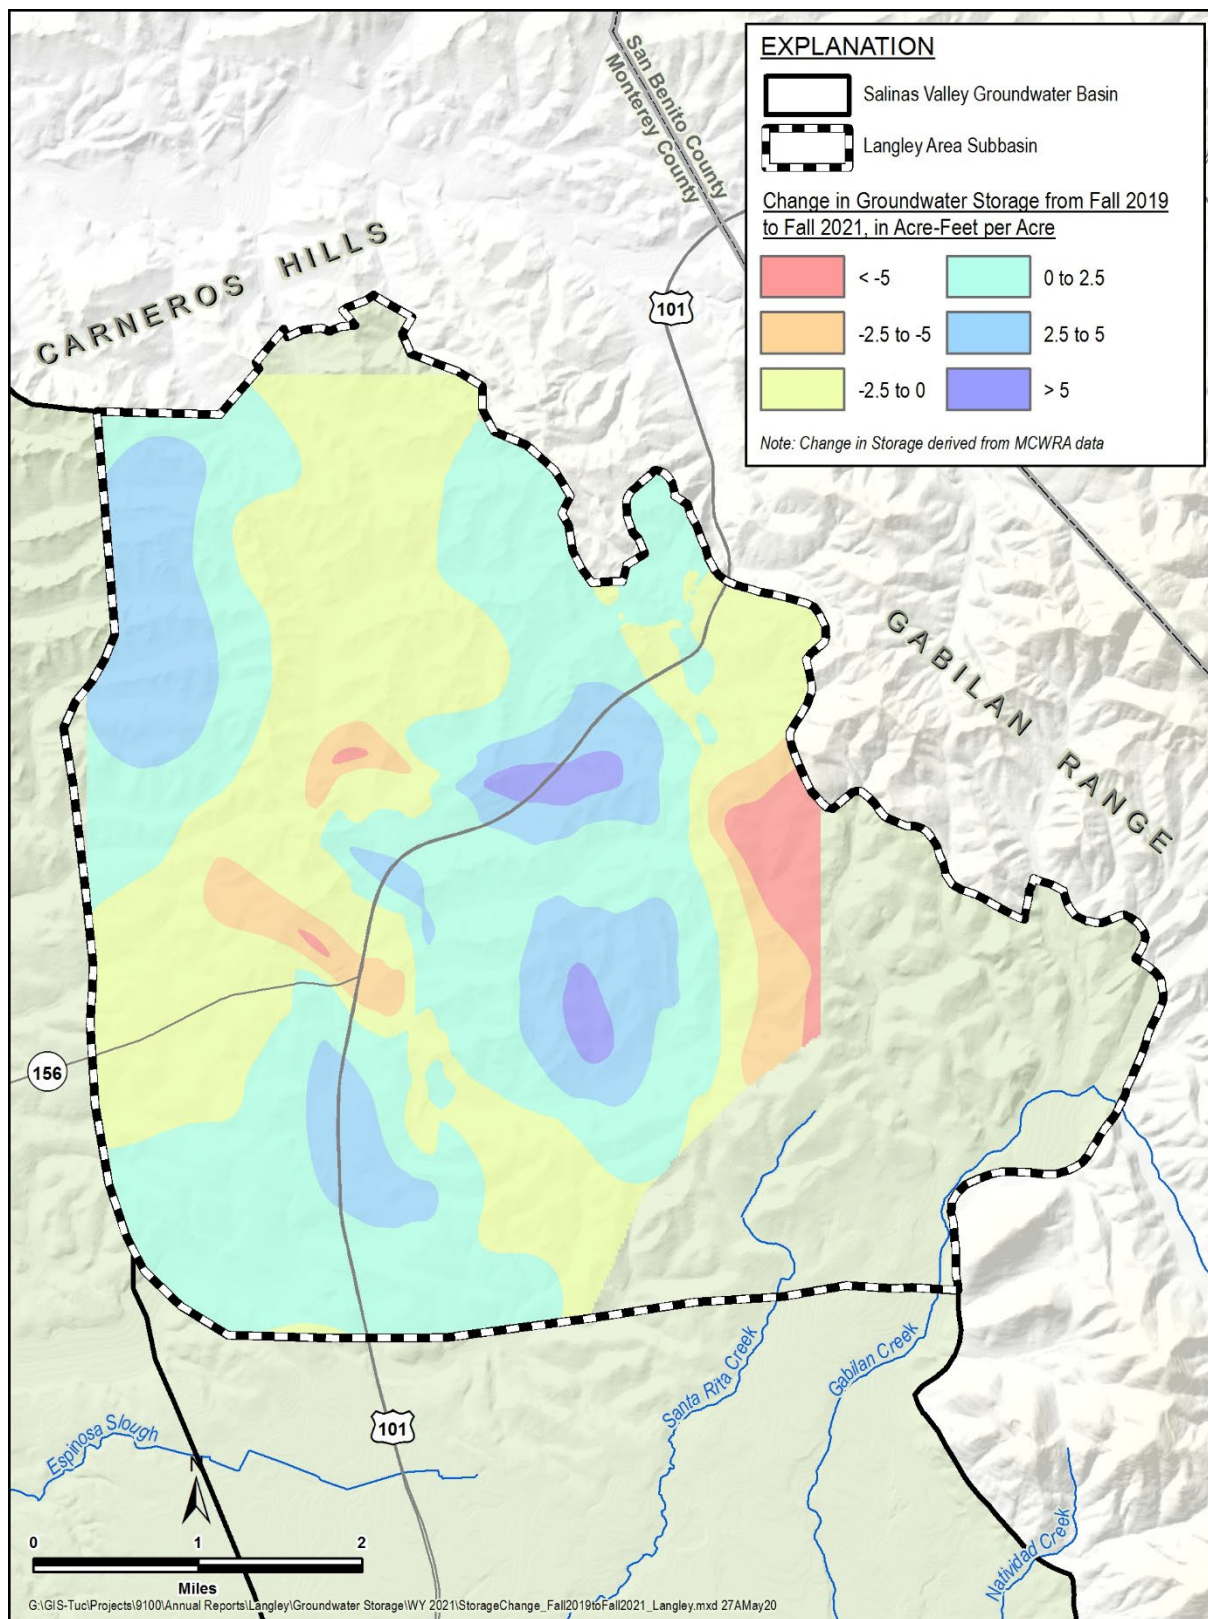 EXPLANATION
Salinas Valley Groundwater Basin
Langley Area Subbasin
Change in Groundwater Storage from Fall 2019
to Fall 2021, in Acre-Feet per Acre
< -5
0 to 2.5
-2.5 to -5
2.5 to 5
-2.5 to 0
> 5
Note: Change in Storage derived from MCWRA data
San Benito County
Monterey County
CARNEROS HILLS
101
GABILAN RANGE
156
Santa Rita Creek
Gabilan Creek
Espinosa Slough
101
Natividad Creek
N
0 1 2
Miles
G:\GIS-Tuc\Projects\9100\Annual Reports\Langley\Groundwater Storage\WY 2021\StorageChange_Fall2019toFall2021_Langley.mxd 27AMay20